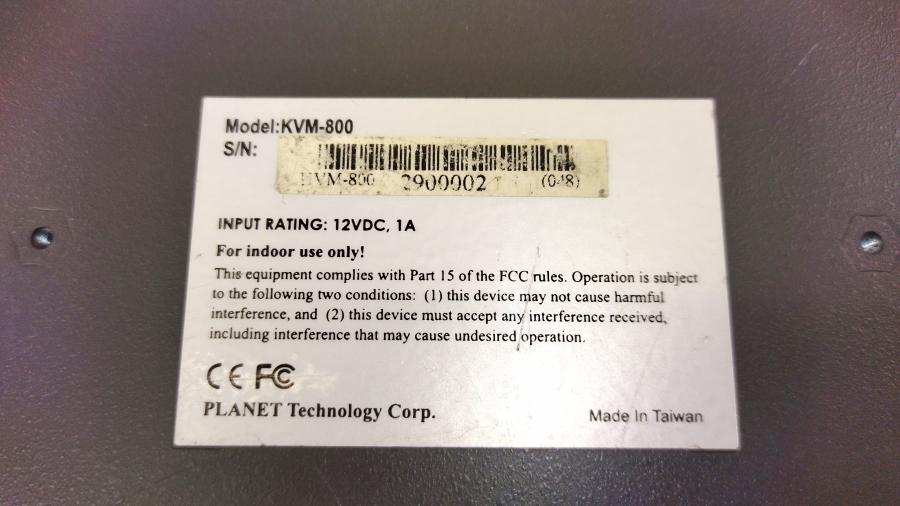 Model:KVM-800
S/N:
KVM-800 (048)
INPUT RATING: 12VDC, 1A
For indoor use only!
This equipment complies with Part 15 of the FCC rules. Operation is subject
to the following two conditions: (1) this device may not cause harmful
interference, and (2) this device must accept any interference received,
including interference that may cause undesired operation.
CE FC
PLANET Technology Corp.
Made In Taiwan